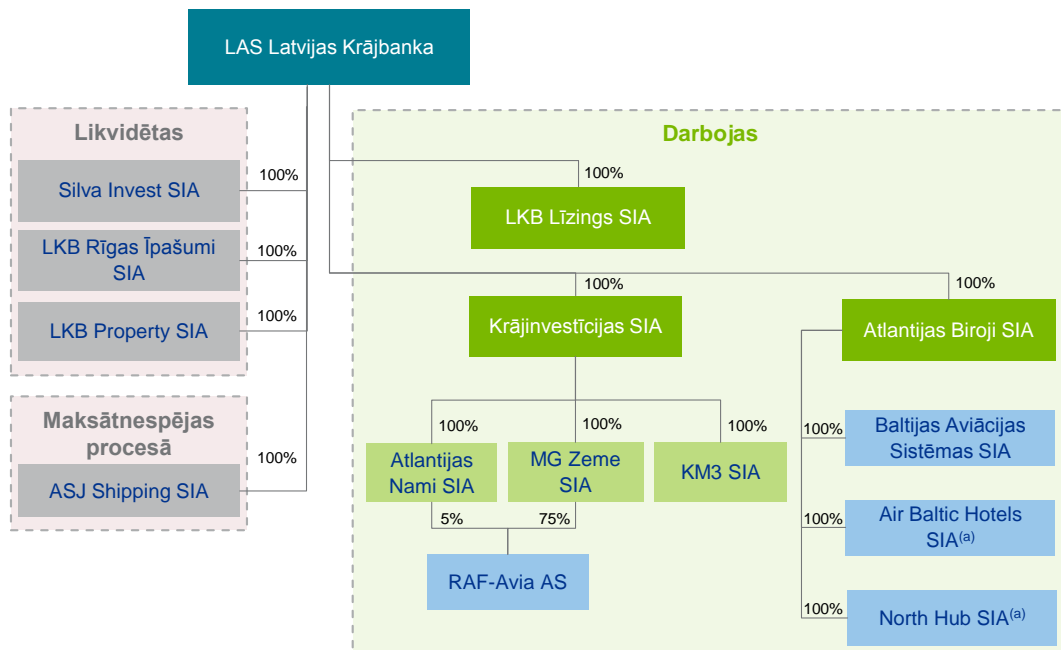 LAS Latvijas Krājbanka
Likvidētas
Silva Invest SIA
100%
LKB Rīgas Īpašumi
SIA
100%
LKB Property SIA
100%
Maksātnespējas
procesā
ASJ Shipping SIA
100%
Darbojas
100%
LKB Līzings SIA
100%
Krājinvestīcijas SIA
100%
Atlantijas Biroji SIA
100%
Atlantijas
Nami SIA
100%
MG Zeme
SIA
100%
KM3 SIA
5%
75%
RAF-Avia AS
100%
Baltijas Aviācijas
Sistēmas SIA
100%
Air Baltic Hotels
SIA(a)
100%
North Hub SIA(a)